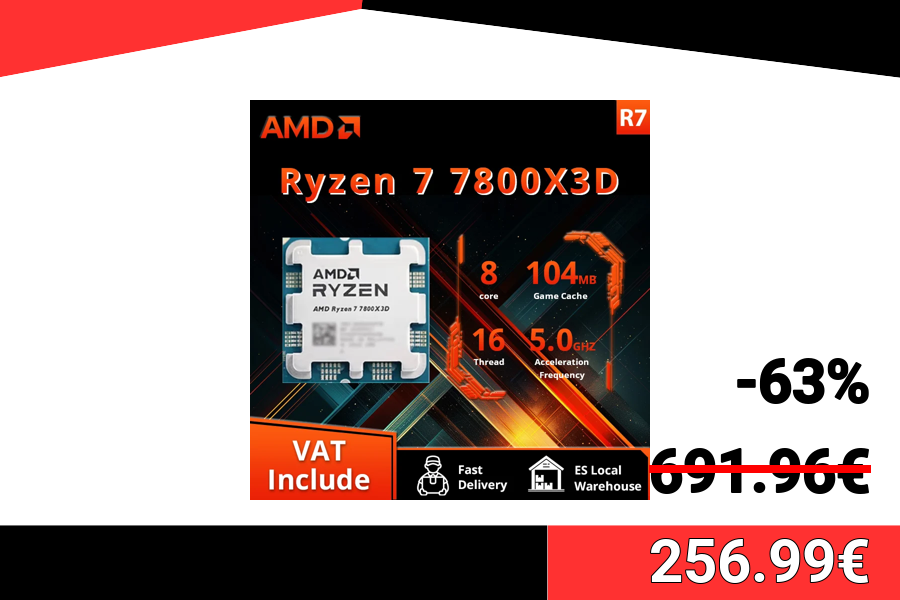 AMD
R7
Ryzen 7 7800X3D
AMD
RYZEN
AMD Ryzen 7 7800X3D
8
core
104MB
Game Cache
16
Thread
5.0GHZ
Acceleration
Frequency
VAT
Include
Fast
Delivery
ES Local
Warehouse
-63%
691.96€
256.99€